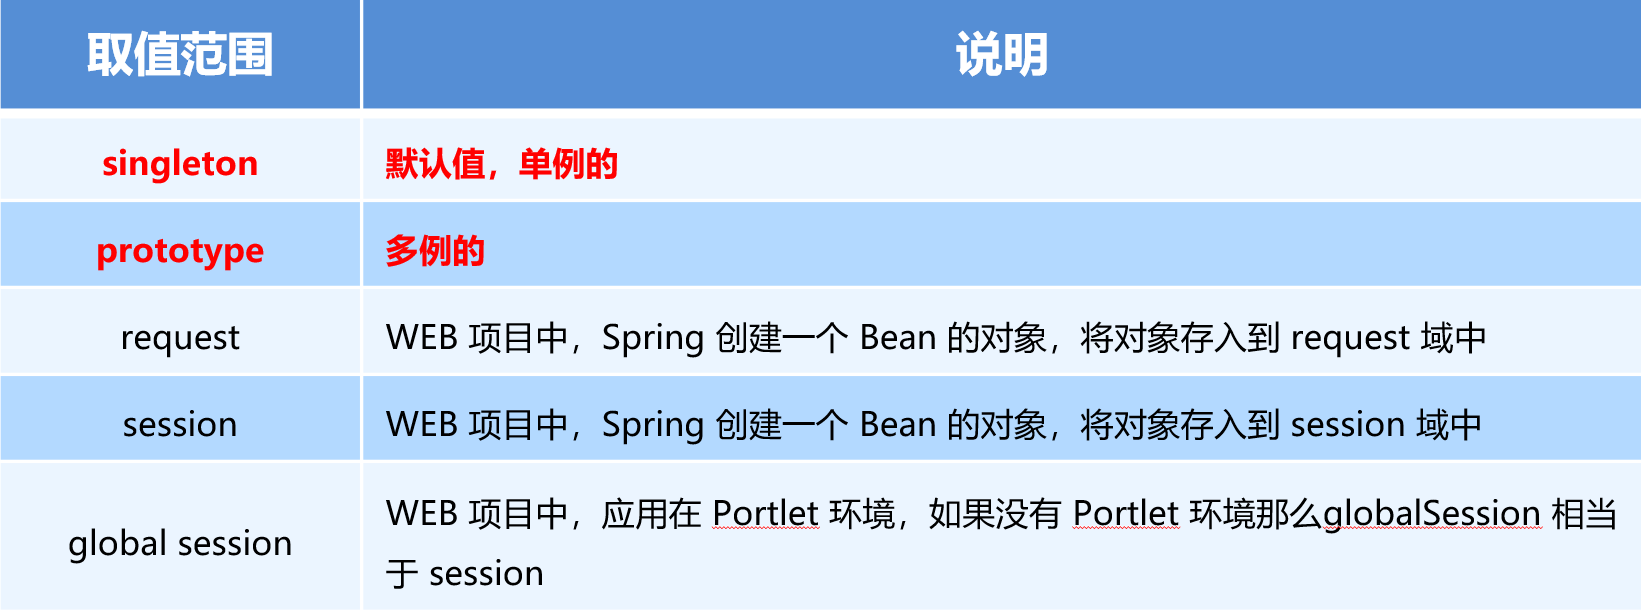 取值范围 说明
singleton 默认值，单例的
prototype 多例的
request WEB 项目中，Spring 创建一个 Bean 的对象，将对象存入到 request 域中
session WEB 项目中，Spring 创建一个 Bean 的对象，将对象存入到 session 域中
global session WEB 项目中，应用在 Portlet 环境，如果没有 Portlet 环境那么globalSession 相当
于 session